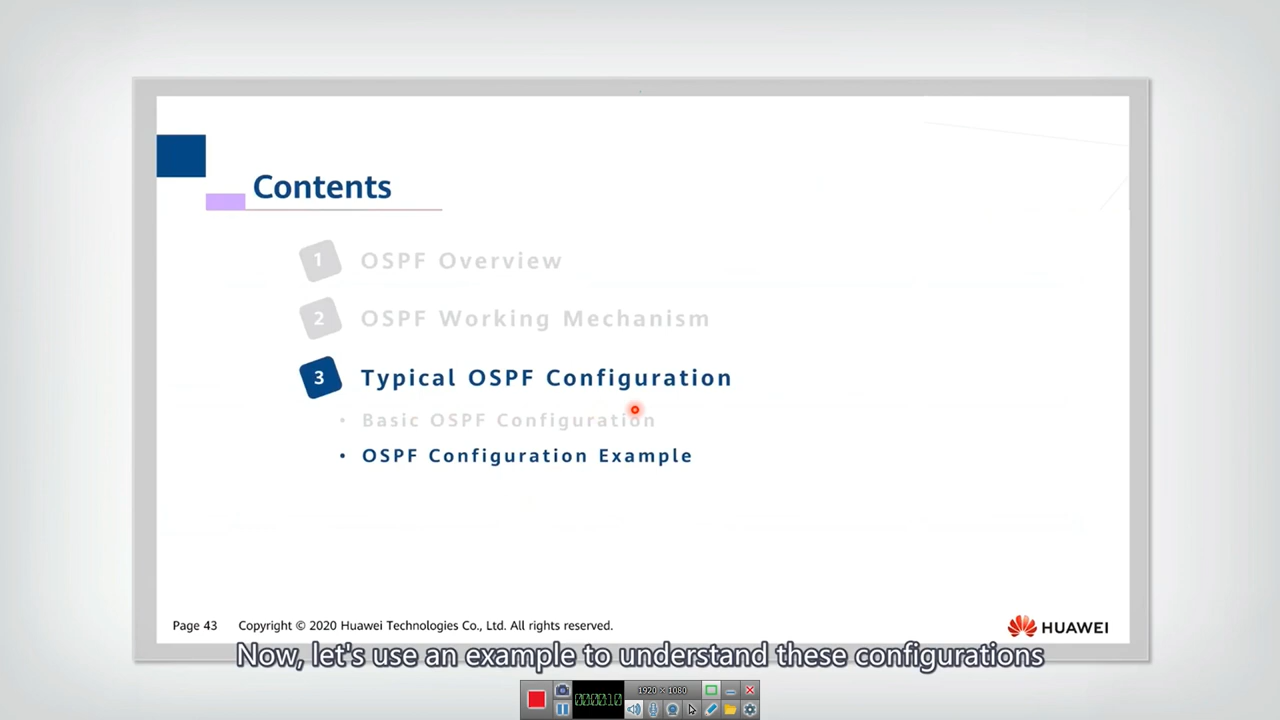 Contents
1 OSPF Overview
2 OSPF Working Mechanism
3 Typical OSPF Configuration
• Basic OSPF Configuration
• OSPF Configuration Example
Page 43 Copyright © 2020 Huawei Technologies Co., Ltd. All rights reserved.
HUAWEI
Now, let's use an example to understand these configurations
1920 × 1080